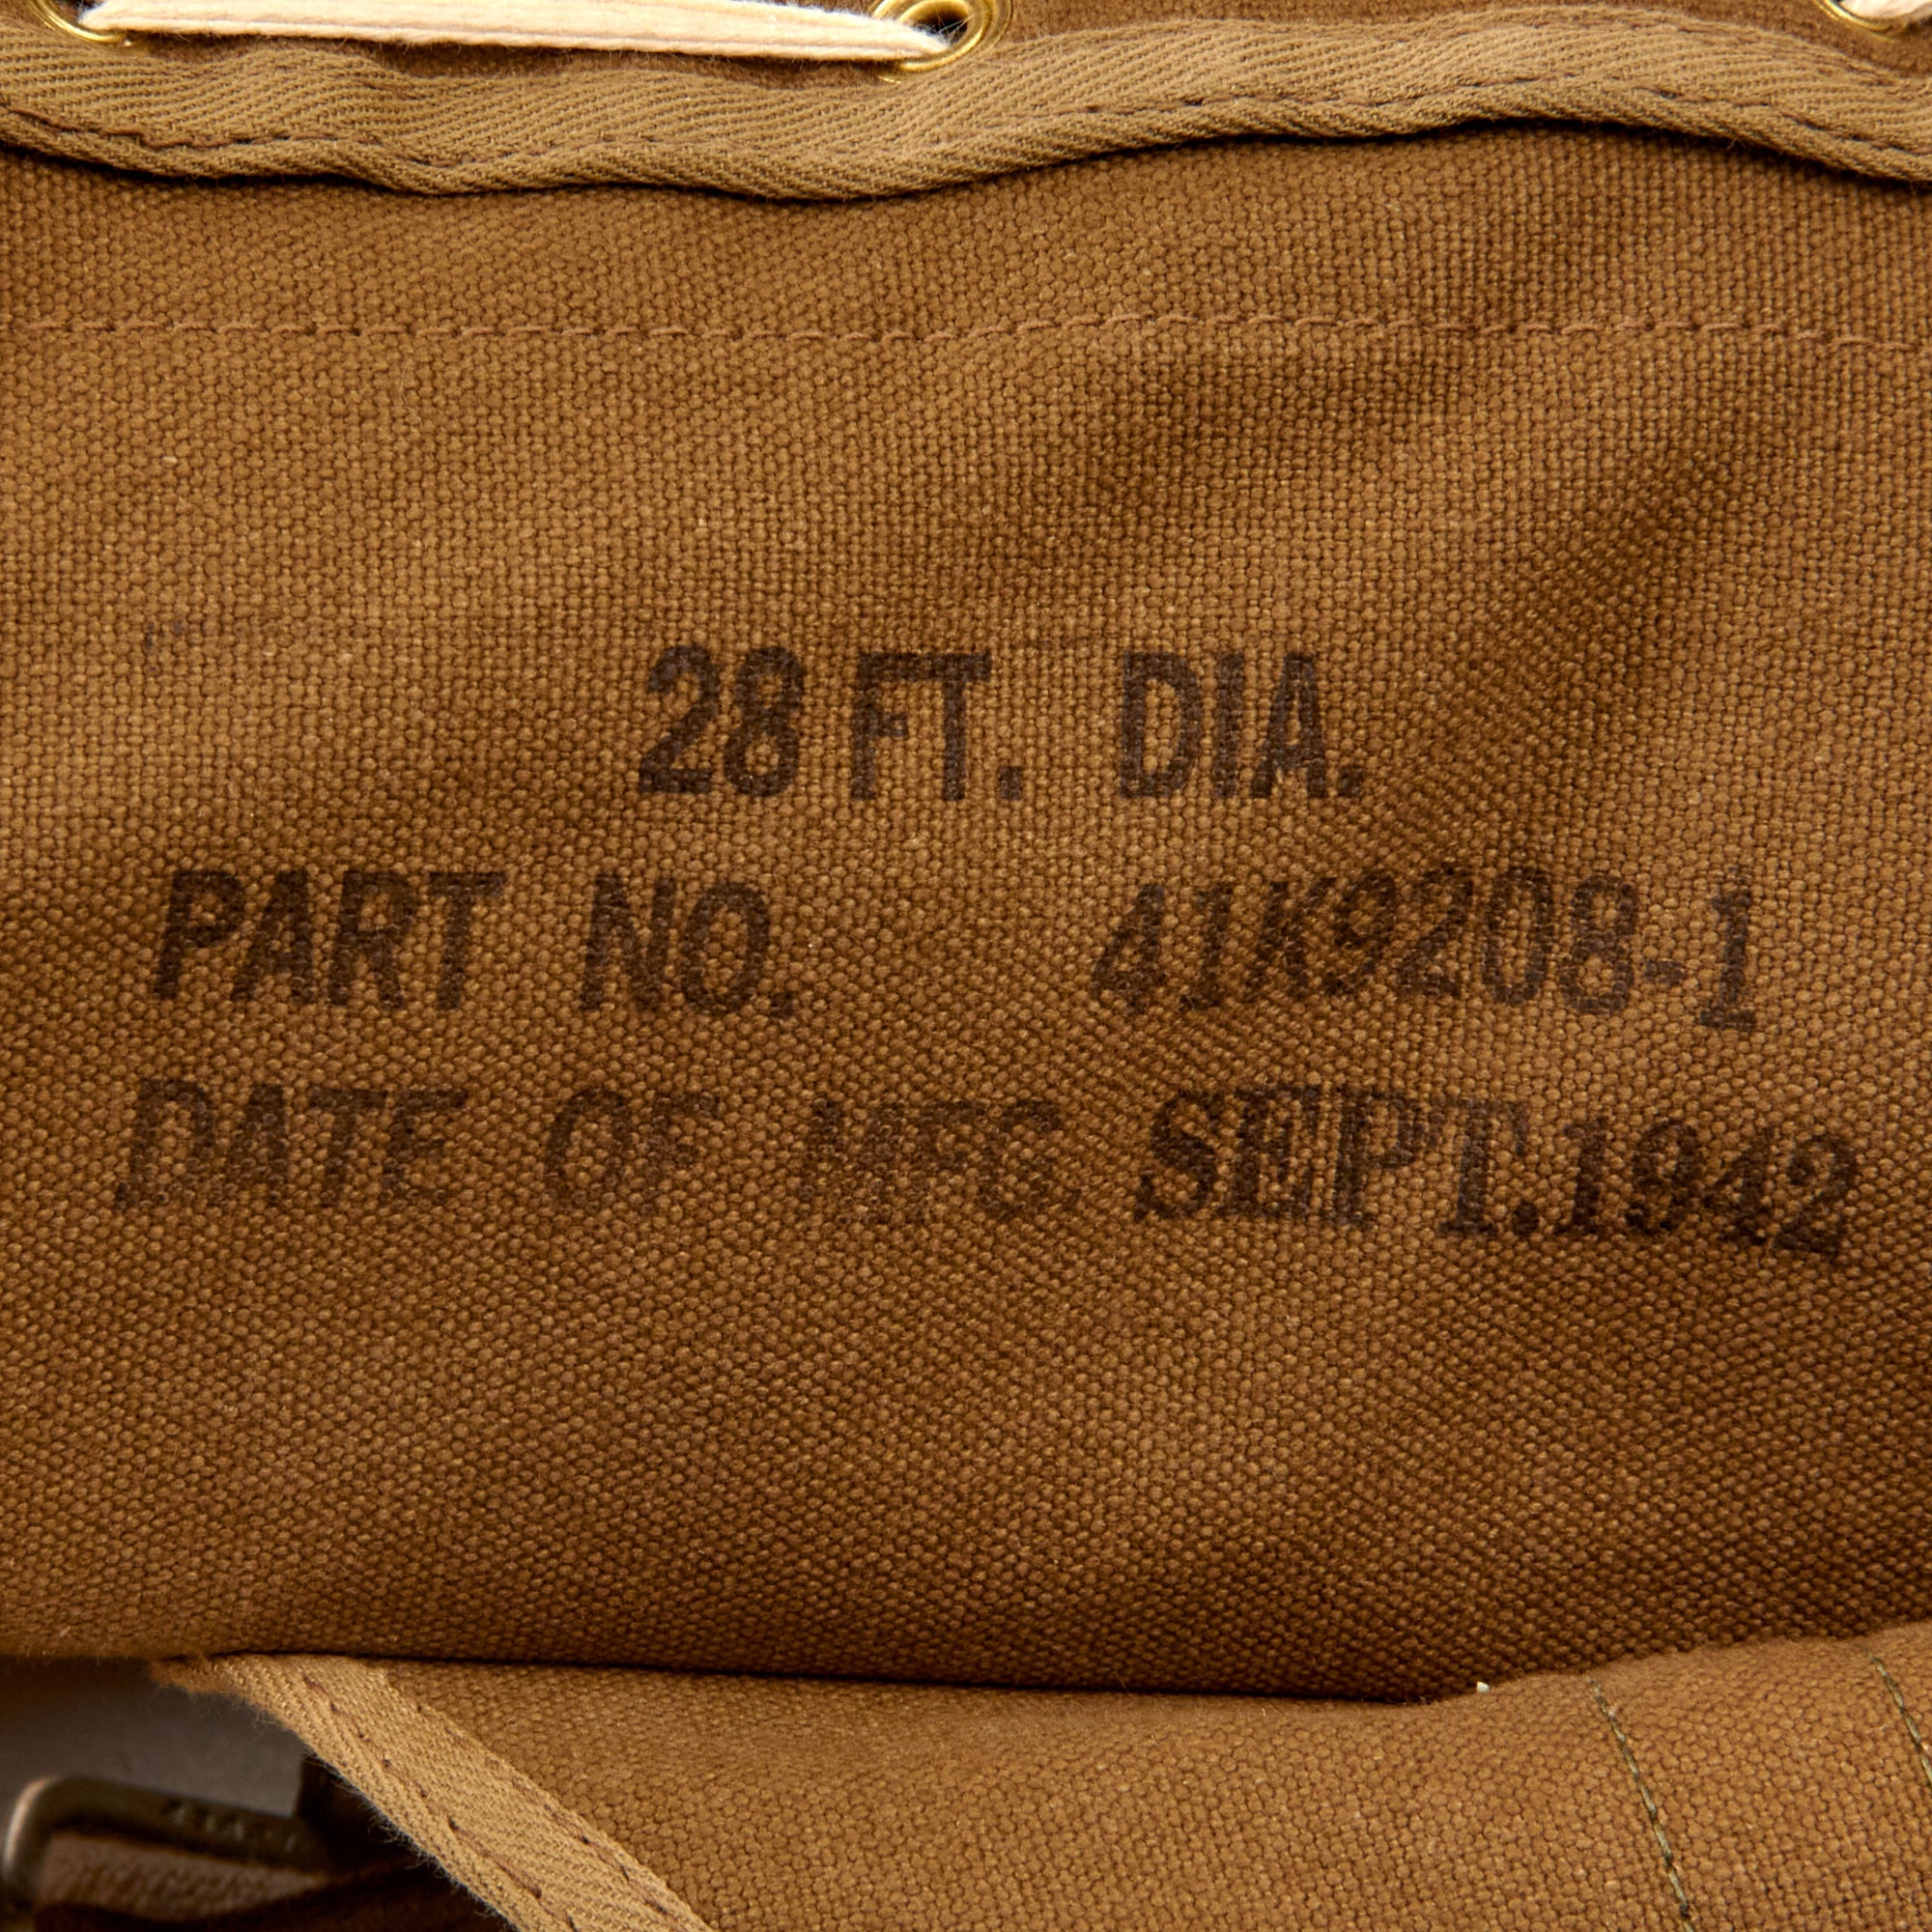 28 FT. DIA.
PART NO. 41K9208-1
DATE OF MFG SEPT.1942